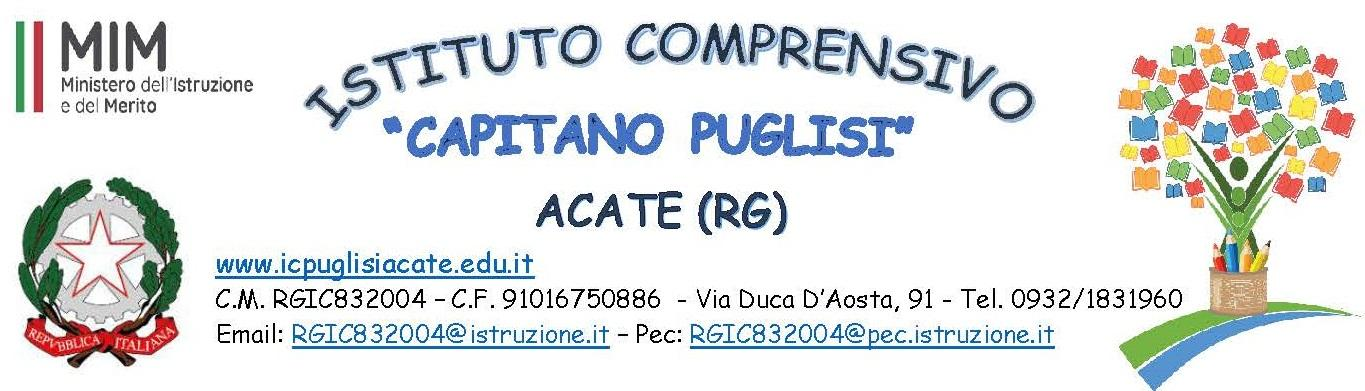 MIM
Ministero dell'Istruzione
e del Merito
ISTITUTO COMPRENSIVO
"CAPITANO PUGLISI"
ACATE (RG)
www.icpuglisiacate.edu.it
C.M. RGIC832004 – C.F. 91016750886 - Via Duca D'Aosta, 91 - Tel. 0932/1831960
Email: RGIC832004@istruzione.it – Pec: RGIC832004@pec.istruzione.it
REPVBBLICA ITALIANA